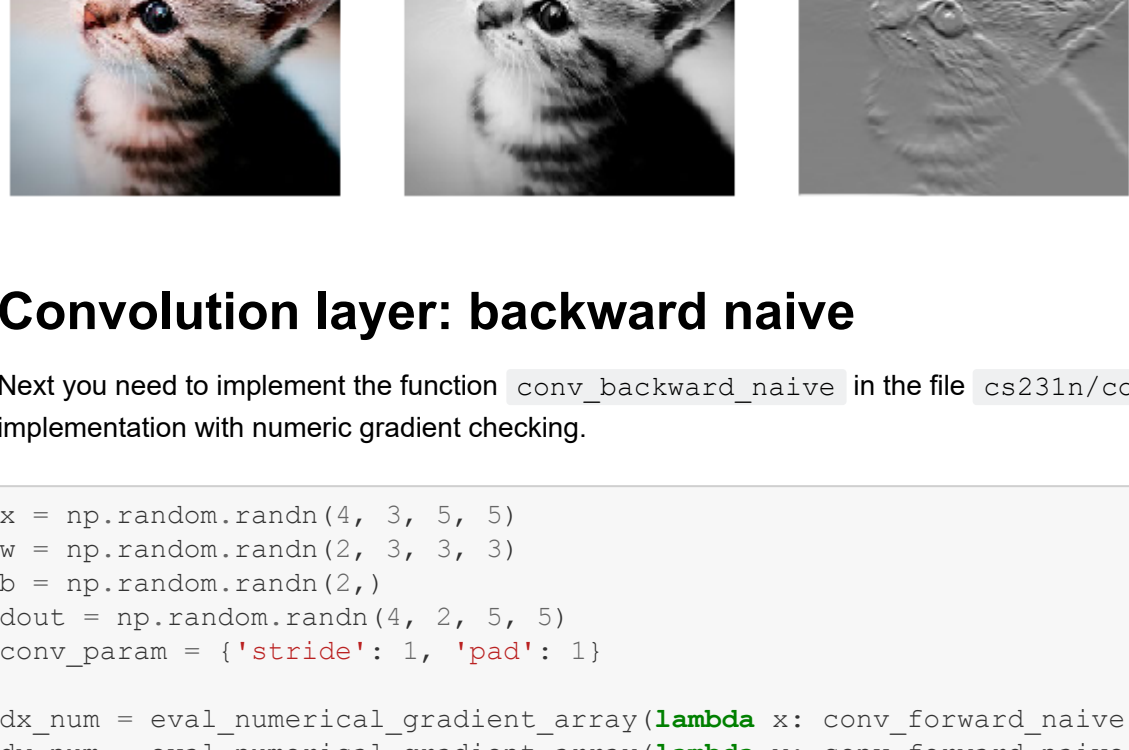 Convolution layer: backward naive
Next you need to implement the function conv_backward_naive in the file cs231n/co
implementation with numeric gradient checking.
x = np.random.randn(4, 3, 5, 5)
w = np.random.randn(2, 3, 3, 3)
b = np.random.randn(2,)
dout = np.random.randn(4, 2, 5, 5)
conv_param = {'stride': 1, 'pad': 1}
dx_num = eval_numerical_gradient_array(lambda x: conv_forward_naive